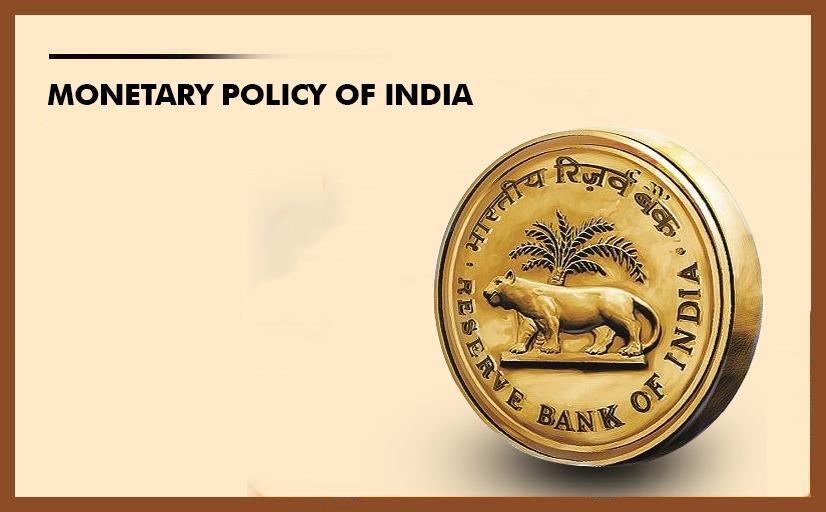 MONETARY POLICY OF INDIA
भारतीय रिज़र्व बैंक
RESERVE BANK OF INDIA